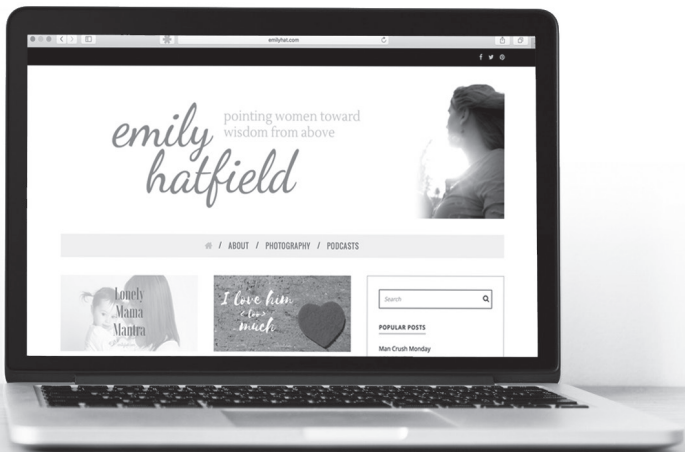 emilyhat.com
emily
hatfield
pointing women toward
wisdom from above
/ ABOUT / PHOTOGRAPHY / PODCASTS
Lonely
Mama
Mantra
I love him
too
much
Search
POPULAR POSTS
Man Crush Monday